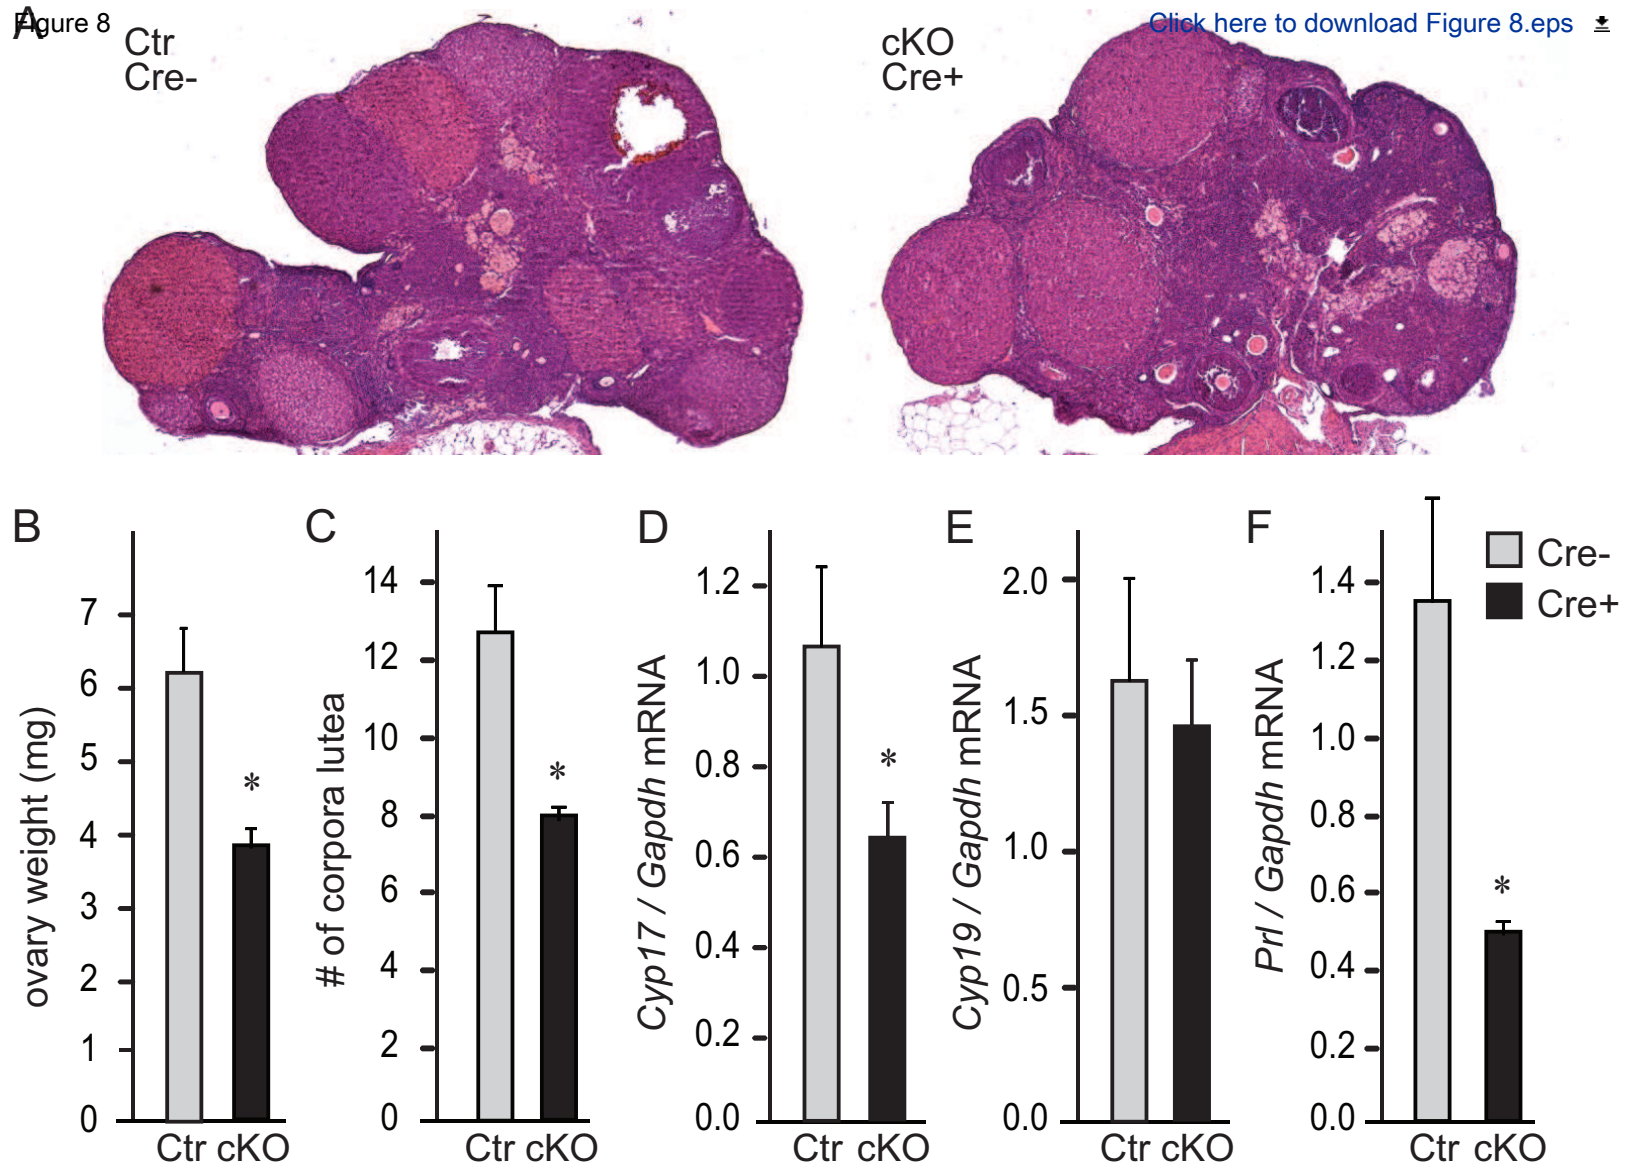 Figure 8
Click here to download Figure 8.eps
A
Ctr
Cre-
cKO
Cre+
B
ovary weight (mg)
7
6
5
4
3
2
1
0
*
Ctr cKO
C
# of corpora lutea
14
12
10
8
6
4
2
0
*
Ctr cKO
D
Cyp17 / Gapdh mRNA
1.2
1.0
0.8
0.6
0.4
0.2
0.0
*
Ctr cKO
E
Cyp19 / Gapdh mRNA
2.0
1.5
1.0
0.5
0.0
Ctr cKO
F
Prl / Gapdh mRNA
1.4
1.2
1.0
0.8
0.6
0.4
0.2
0.0
*
Ctr cKO
Cre-
Cre+